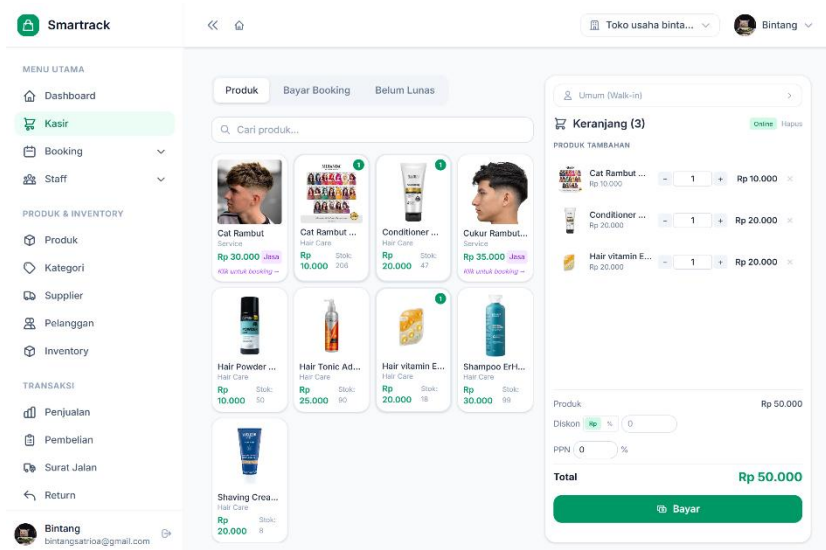 Smartrack
Toko usaha binta...
Bintang
MENU UTAMA
Dashboard
Kasir
Booking
Staff
PRODUK & INVENTORY
Produk
Kategori
Supplier
Pelanggan
Inventory
TRANSAKSI
Penjualan
Pembelian
Surat Jalan
Return
Bintang
bintangsatrioa@gmail.com
Produk Bayar Booking Belum Lunas
Cari produk...
Cat Rambut
Service
Rp 30.000 Jasa
Klik untuk booking
1
Cat Rambut ...
Hair Care
Rp 10.000 Stok: 206
1
Conditioner ...
Hair Care
Rp 20.000 Stok: 47
Cukur Rambut...
Service
Rp 35.000 Jasa
Klik untuk booking
Hair Powder ...
Hair Care
Rp 10.000 Stok: 50
Hair Tonic Ad...
Hair Care
Rp 25.000 Stok: 90
1
Hair vitamin E...
Hair Care
Rp 20.000 Stok: 18
Shampoo ErH...
Hair Care
Rp 30.000 Stok: 99
Shaving Crea...
Hair Care
Rp 20.000 Stok: 8
Umum (Walk-in)
Keranjang (3) Online Hapus
PRODUK TAMBAHAN
Cat Rambut ...
Rp 10.000
- 1 + Rp 10.000 ×
Conditioner ...
Rp 20.000
- 1 + Rp 20.000 ×
Hair vitamin E...
Rp 20.000
- 1 + Rp 20.000 ×
Produk Rp 50.000
Diskon Rp % 0
PPN 0 %
Total Rp 50.000
Bayar